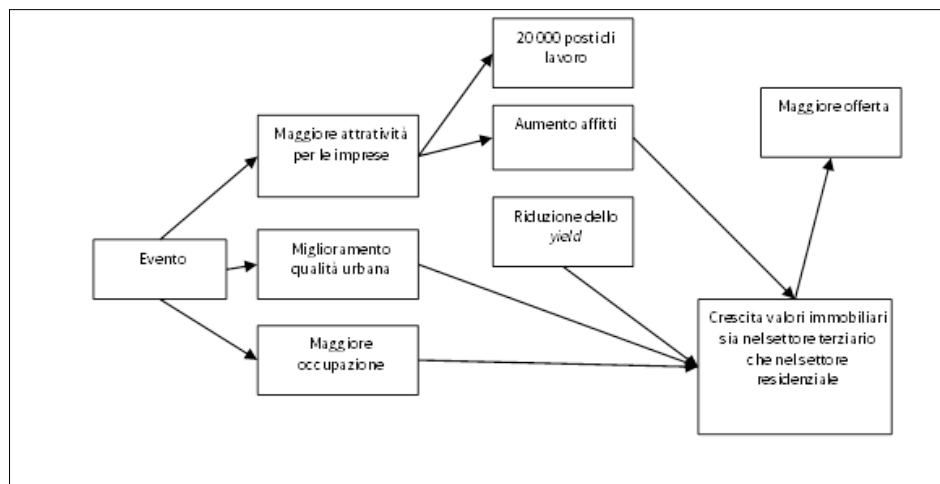 20 000 posti di
lavoro
Maggiore offerta
Maggiore attratività
per le imprese
Aumento affitti
Riduzione dello
yield
Evento
Miglioramento
qualità urbana
Crescita valori immobiliari
sia nel settore terziario
che nel settore
residenziale
Maggiore
occupazione